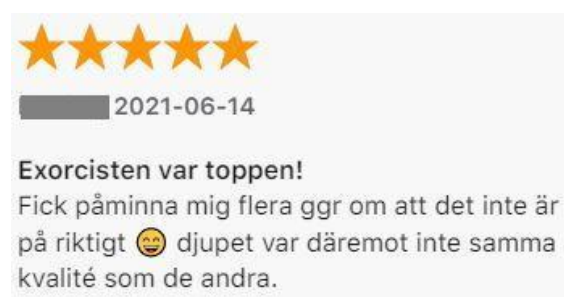 2021-06-14
Exorcisten var toppen!
Fick påminna mig flera ggr om att det inte är
på riktigt 😄 djupet var däremot inte samma
kvalité som de andra.